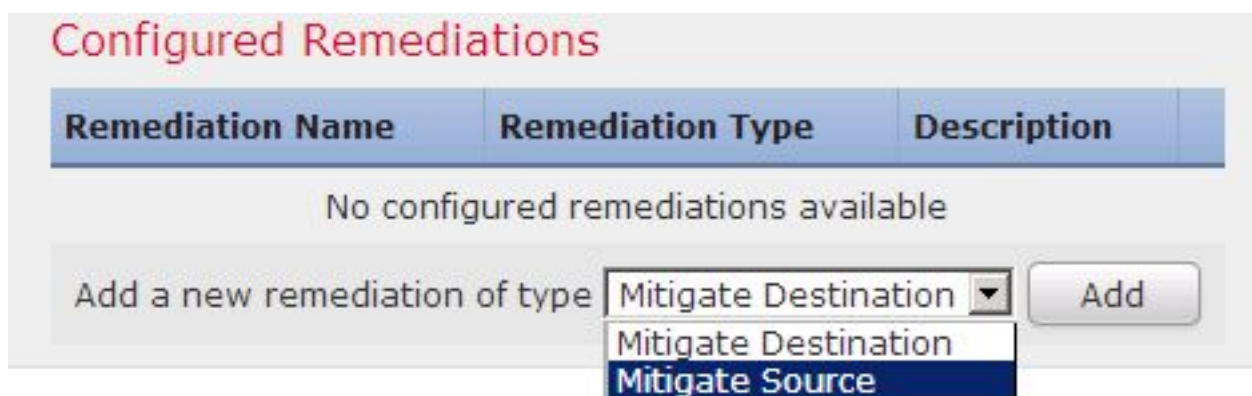 Configured Remediations
Remediation Name Remediation Type Description
No configured remediations available
Add a new remediation of type Mitigate Destination Add
Mitigate Destination
Mitigate Source